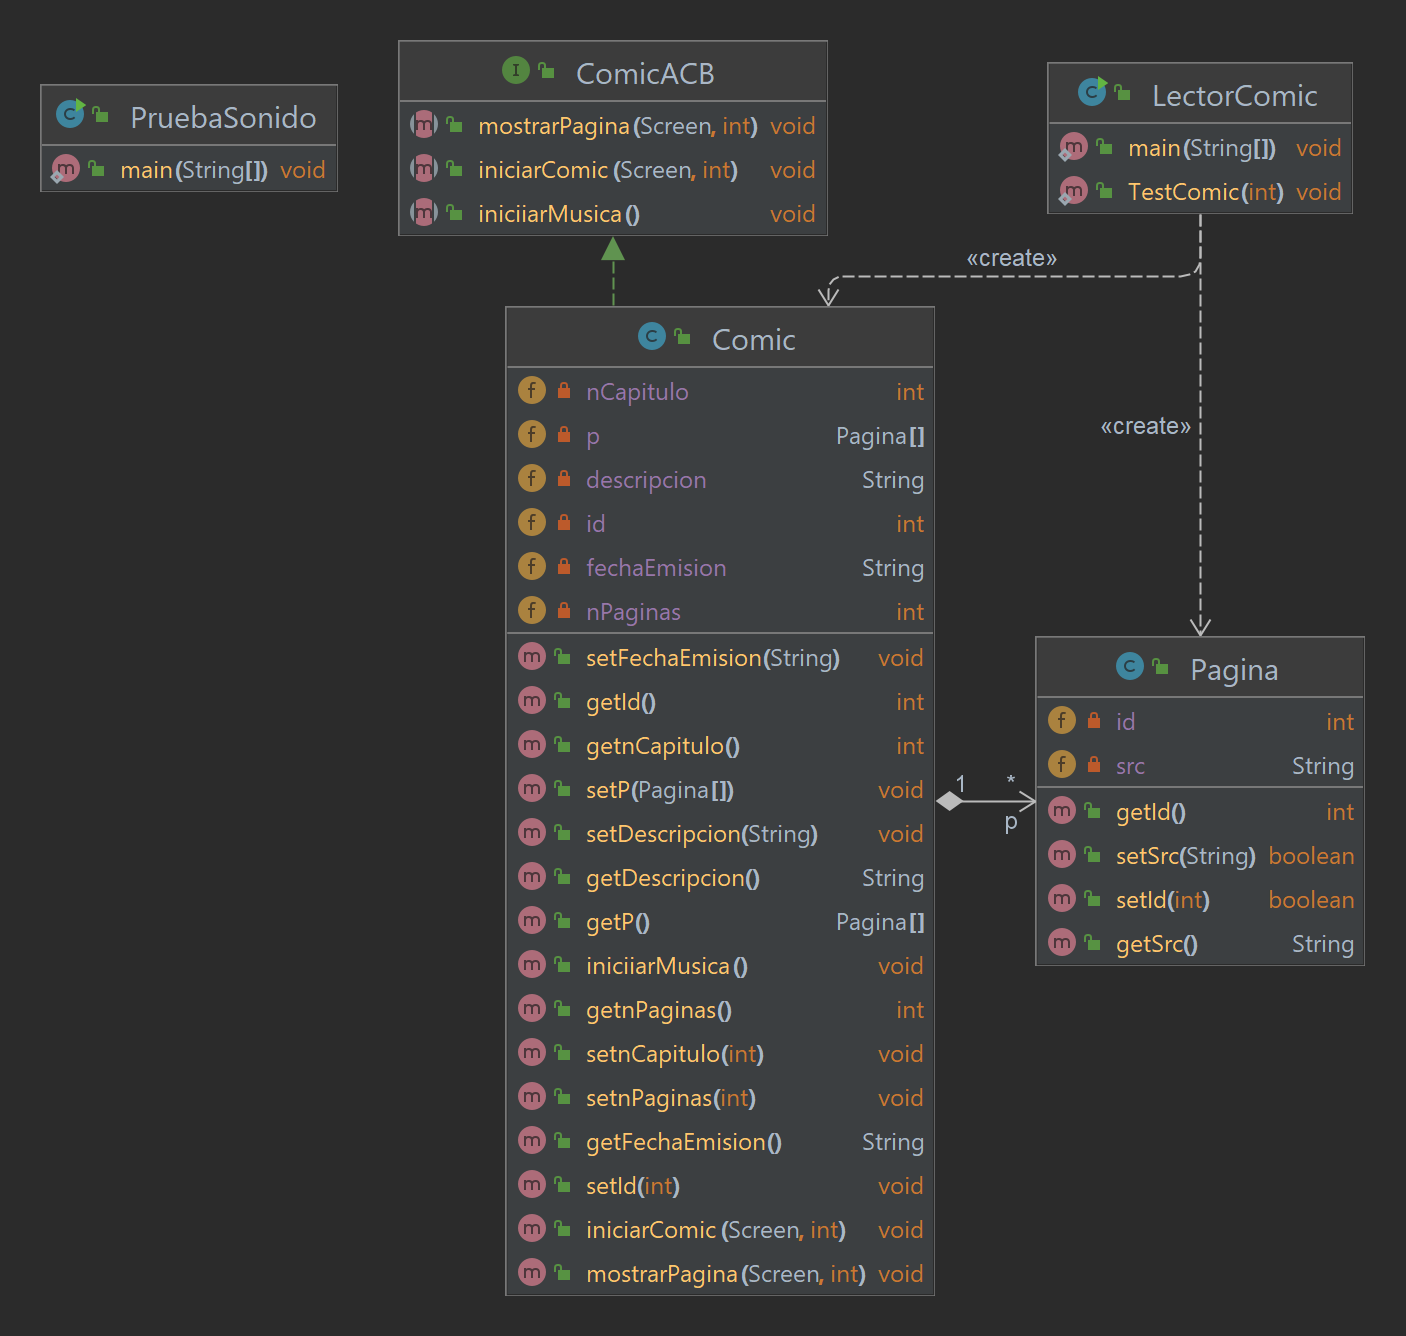 PruebaSonido
main(String[]) void
ComicACB
mostrarPagina(Screen, int) void
iniciarComic(Screen, int) void
iniciiarMusica() void
LectorComic
main(String[]) void
TestComic(int) void
«create»
«create»
Comic
nCapitulo int
p Pagina[]
descripcion String
id int
fechaEmision String
nPaginas int
setFechaEmision(String) void
getId() int
getnCapitulo() int
setP(Pagina[]) void
setDescripcion(String) void
getDescripcion() String
getP() Pagina[]
iniciiarMusica() void
getnPaginas() int
setnCapitulo(int) void
setnPaginas(int) void
getFechaEmision() String
setId(int) void
iniciarComic(Screen, int) void
mostrarPagina(Screen, int) void
1 *
p
Pagina
id int
src String
getId() int
setSrc(String) boolean
setId(int) boolean
getSrc() String